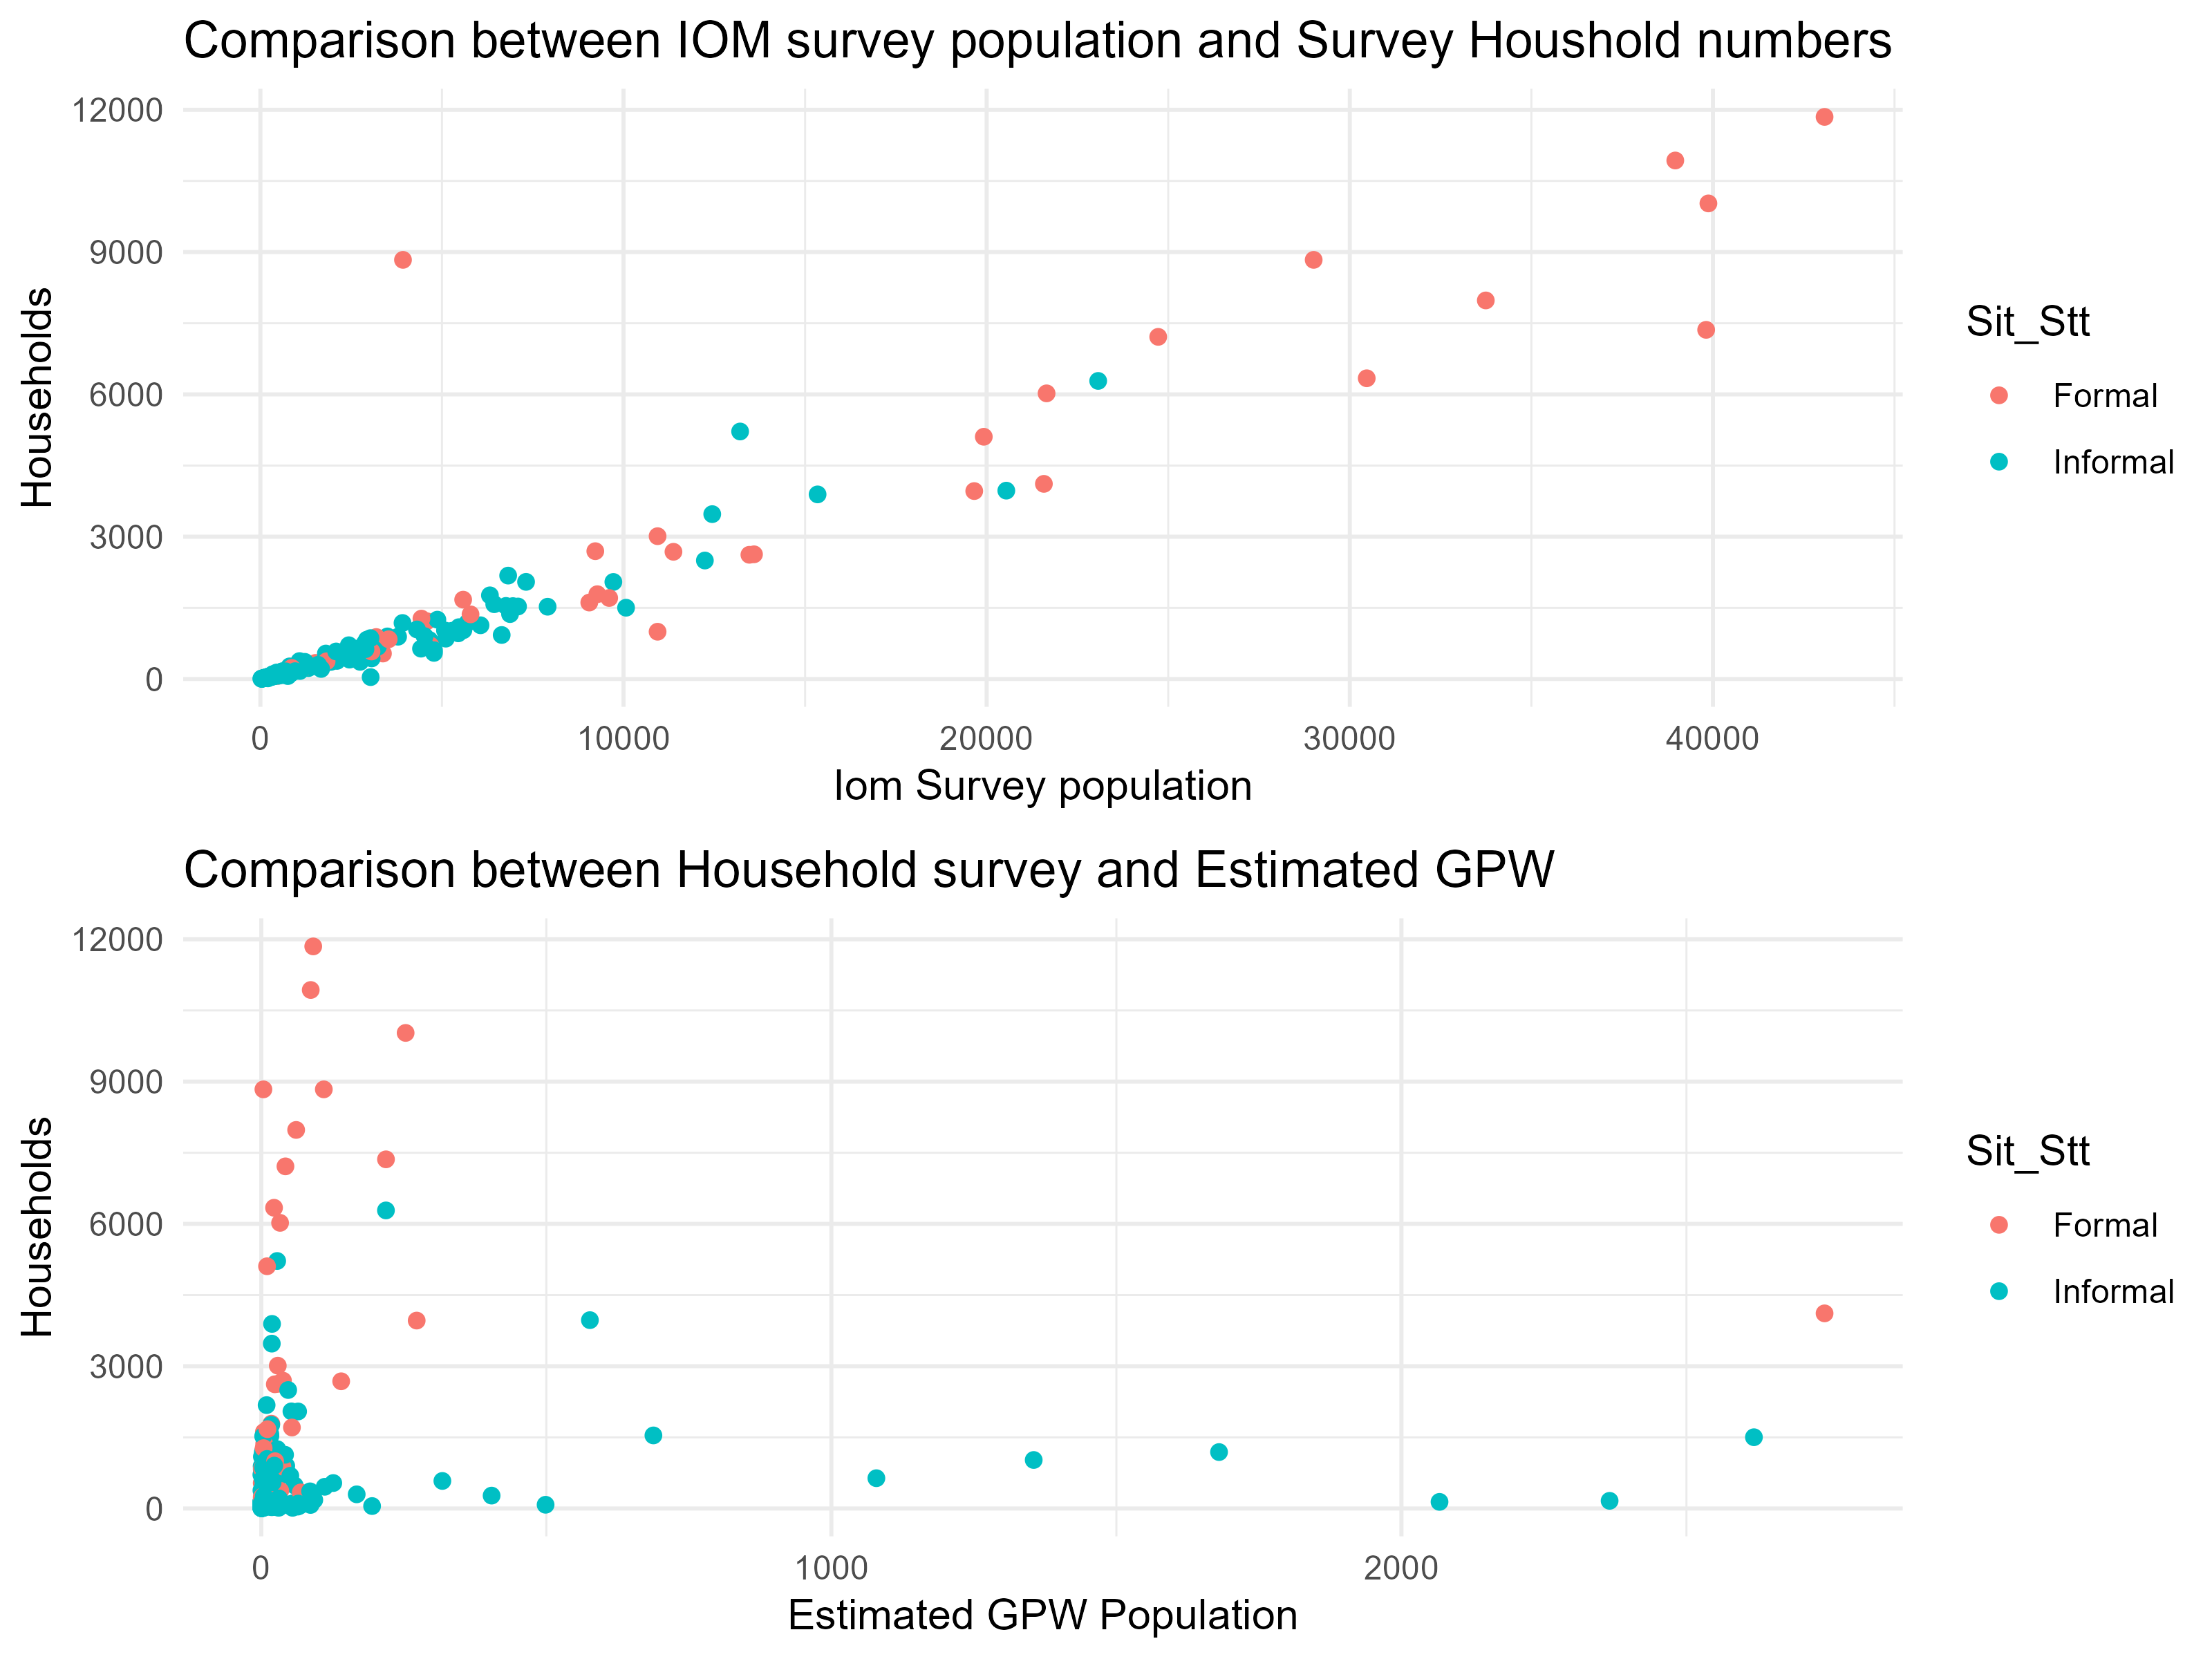 Comparison between IOM survey population and Survey Houshold numbers
12000
9000
6000
3000
0
Households
0 10000 20000 30000 40000
Iom Survey population
Sit_Stt
Formal
Informal
Comparison between Household survey and Estimated GPW
12000
9000
6000
3000
0
Households
0 1000 2000
Estimated GPW Population
Sit_Stt
Formal
Informal